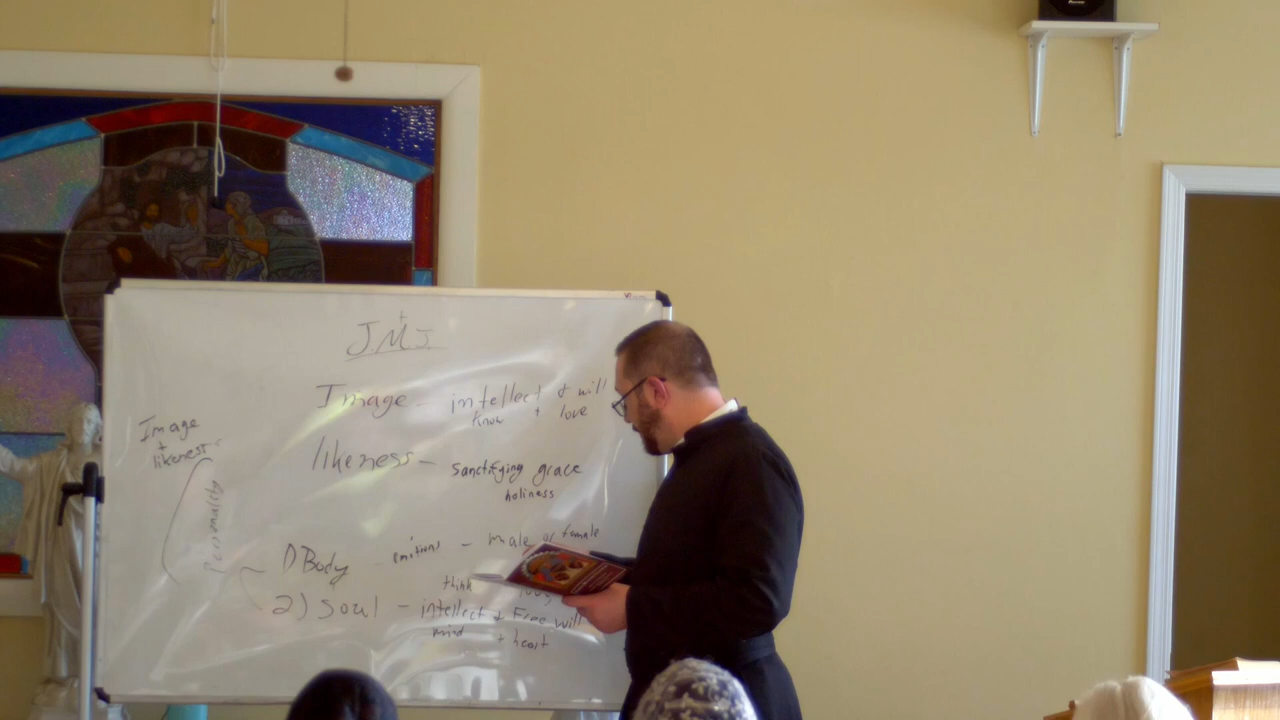 JMJ
Image - intellect + will
know + love
likeness - sanctifying grace
holiness
Image
+
likeness
Personality
1) Body - emotions - male or female
think
2) soul - intellect + Free will
mind + heart